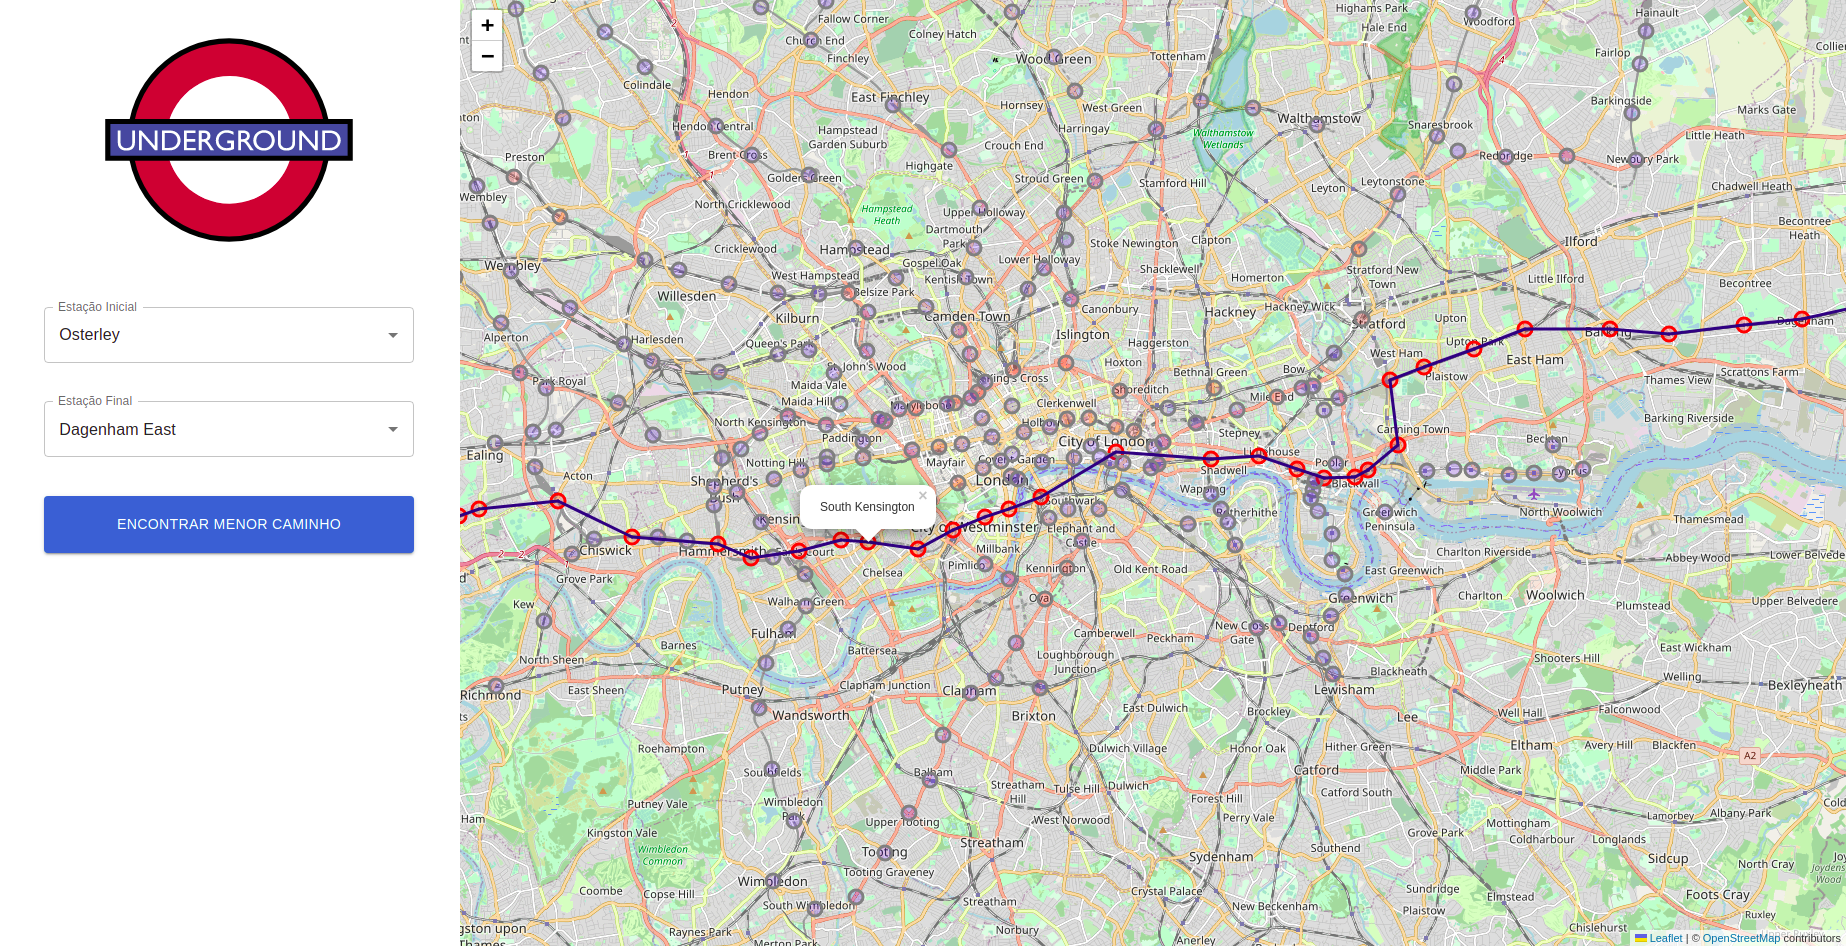 UNDERGROUND
Estação Inicial
Osterley
Estação Final
Dagenham East
ENCONTRAR MENOR CAMINHO
+
−
South Kensington
×
Fallow Corner
Colney Hatch
Church End
Finchley
Wood Green
Tottenham
Highams Park
Hale End
Woodford
Hainault
Fairlop
Colindale
Hendon
East Finchley
Hornsey
West Green
Walthamstow
Barkingside
Marks Gate
Hendon Central
Hampstead
Garden Suburb
Harringay
Walthamstow
Wetlands
Snaresbrook
Little Heath
Preston
Brent Cross
Crouch End
Highgate
Redbridge
Newbury Park
Golders Green
Stroud Green
Stamford Hill
Leyton
Leytonstone
Chadwell Heath
Wembley
North Cricklewood
Hampstead
Heath
Upper Holloway
Becontree
Heath
Cricklewood
Hampstead
Dartmouth
Park
Stoke Newington
Clapton
Ilford
Wembley
Gospel Oak
Lower Holloway
West Hampstead
Kentish Town
Shacklewell
Homerton
Stratford New
Town
Little Ilford
Becontree
Willesden
Belsize Park
Canonbury
Hackney Wick
Upton
Kilburn
Camden Town
Hackney
Stratford
Barking
Alperton
Harlesden
Queen's Park
Islington
Haggerston
Upton Park
East Ham
St. John's Wood
Hoxton
West Ham
Park Royal
Maida Vale
King's Cross
Bethnal Green
Bow
Plaistow
Thames View
Scrattons Farm
Maida Hill
Marylebone
Shoreditch
Clerkenwell
Mile End
Barking Riverside
North Kensington
Holborn
Canning Town
Paddington
City of London
Stepney
Beckton
Ealing
Notting Hill
Mayfair
Covent Garden
Shadwell
Limehouse
Poplar
Cyprus
Acton
Shepherd's
Bush
London
Blackwall
Wapping
Southwark
Rotherhithe
Greenwich
Peninsula
North Woolwich
Thamesmead
City of Westminster
Elephant and
Castle
Chiswick
Hammersmith
Earl's Court
Millbank
Charlton Riverside
Abbey Wood
Lower Belvedere
Grove Park
Chelsea
Pimlico
Kennington
Old Kent Road
East Greenwich
Kew
Walham Green
Oval
Greenwich
Charlton
Woolwich
Plumstead
Upper Belvedere
Fulham
Camberwell
Peckham
New Cross
Gate
Deptford
Barnes
Battersea
East Wickham
North Sheen
Loughborough
Junction
Shooters Hill
Richmond
East Sheen
Putney
Clapham Junction
Clapham
Blackheath
Welling
Lewisham
Bexleyheath
Wandsworth
Brixton
East Dulwich
Brockley
Lee
Well Hall
Falconwood
Roehampton
Dulwich Village
Honor Oak
Hither Green
Eltham
Avery Hill
Blackfen
A2
Southfields
Balham
Streatham
Hill
Tulse Hill
Dulwich
Catford
Middle Park
Putney Vale
Wimbledon
Park
Forest Hill
Catford South
Upper Tooting
West Norwood
Perry Vale
Lamorbey
Albany Park
Kingston Vale
Grove Park
Mottingham
Coldharbour
Longlands
Wimbledon
Common
Tooting
Streatham
Southend
Sydenham
Sidcup
North Cray
Tooting Graveney
Wimbledon
Crystal Palace
Sundridge
Elmstead
Foots Cray
Coombe
Copse Hill
South Wimbledon
Streatham
New Beckenham
Plaistow
Ruxley
Raynes Park
Norbury
Merton Park
Anerley
Chislehurst
Leaflet | © OpenStreetMap contributors